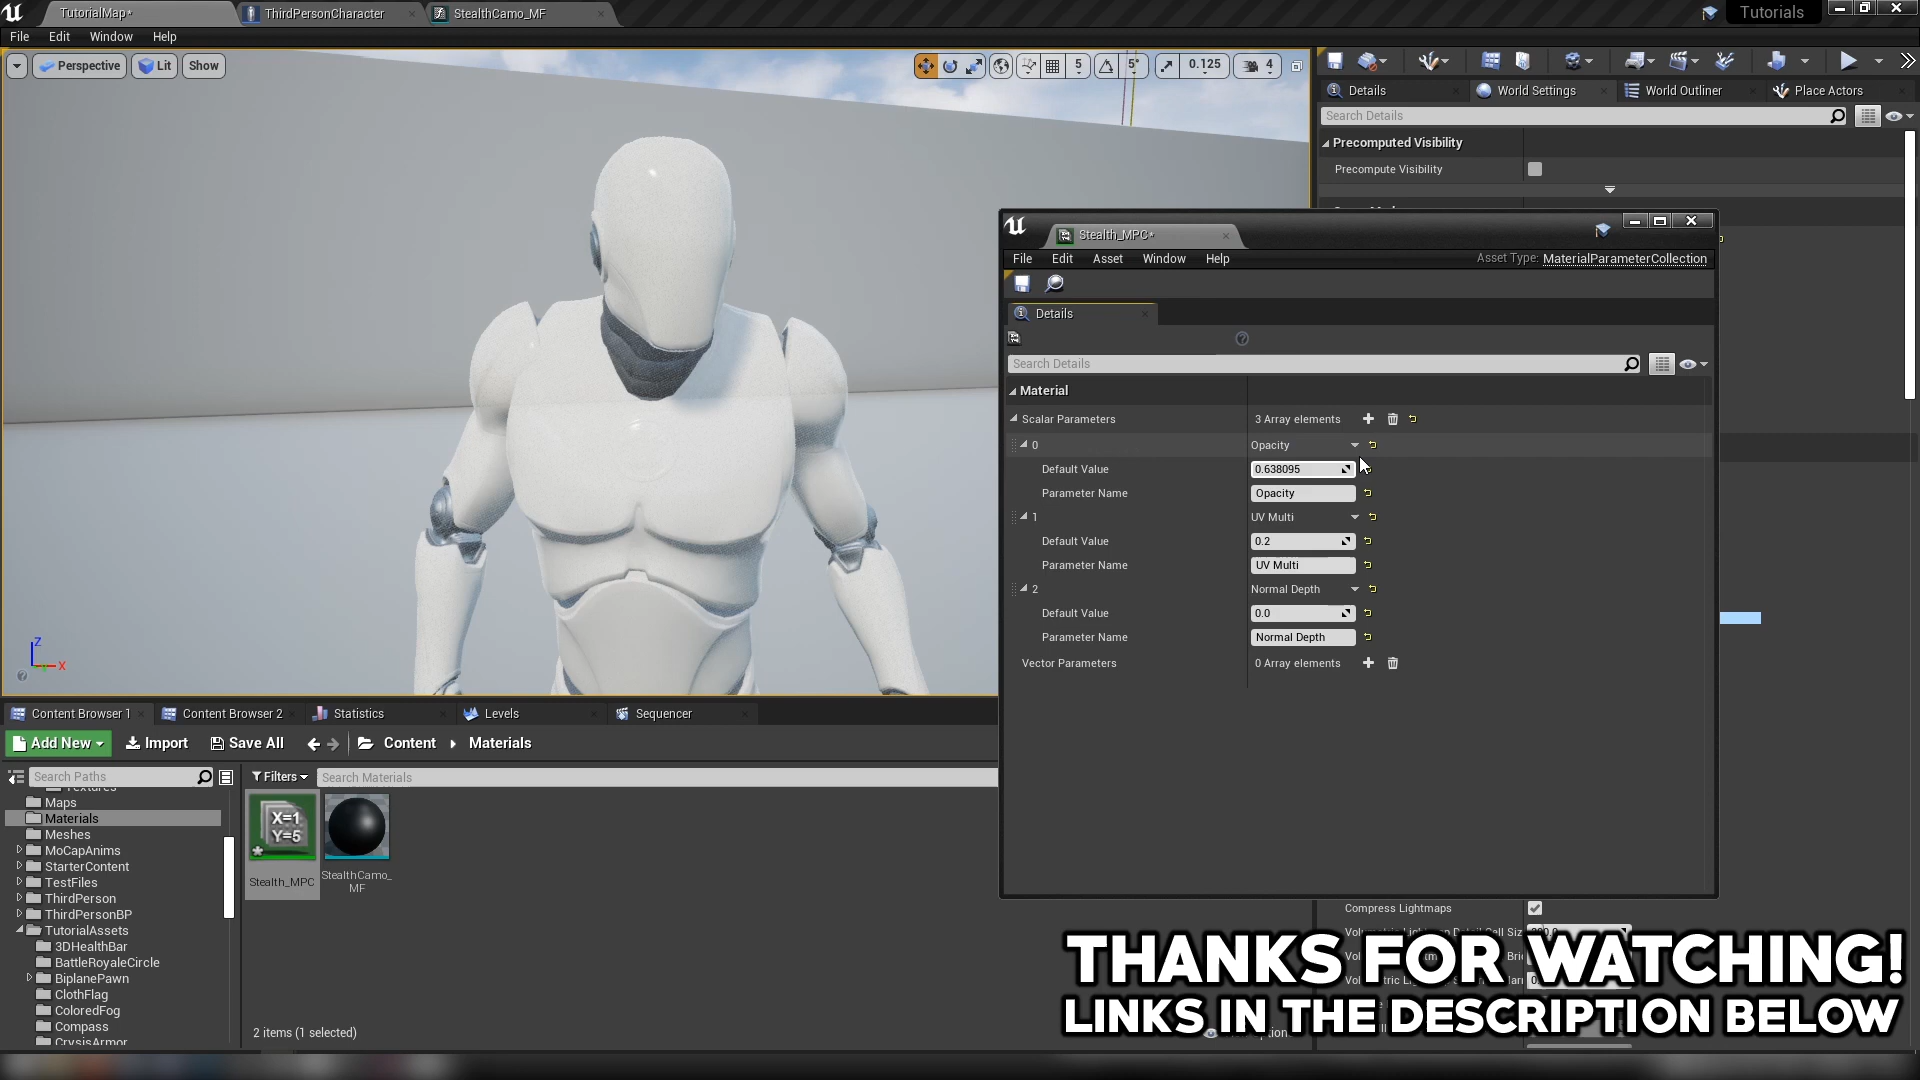 TutorialMap*
ThirdPersonCharacter
StealthCamo_MF
Tutorials
File Edit Window Help
Perspective Lit Show
5 5° 0.125 4
Details World Settings World Outliner Place Actors
Search Details
Precomputed Visibility
Precompute Visibility
Stealth_MPC*
File Edit Asset Window Help
Asset Type: MaterialParameterCollection
Details
Search Details
Material
Scalar Parameters 3 Array elements
0 Opacity
Default Value 0.638095
Parameter Name Opacity
1 UV Multi
Default Value 0.2
Parameter Name UV Multi
2 Normal Depth
Default Value 0.0
Parameter Name Normal Depth
Vector Parameters 0 Array elements
Z
X
Content Browser 1 Content Browser 2 Statistics Levels Sequencer
Add New Import Save All Content Materials
Search Paths
Filters Search Materials
Textures
Maps
Materials
Meshes
MoCapAnims
StarterContent
TestFiles
ThirdPerson
ThirdPersonBP
TutorialAssets
3DHealthBar
BattleRoyaleCircle
BiplanePawn
ClothFlag
ColoredFog
Compass
CrysisArmor
X=1
Y=5
Stealth_MPC
StealthCamo_
MF
2 items (1 selected)
Compress Lightmaps
THANKS FOR WATCHING!
LINKS IN THE DESCRIPTION BELOW